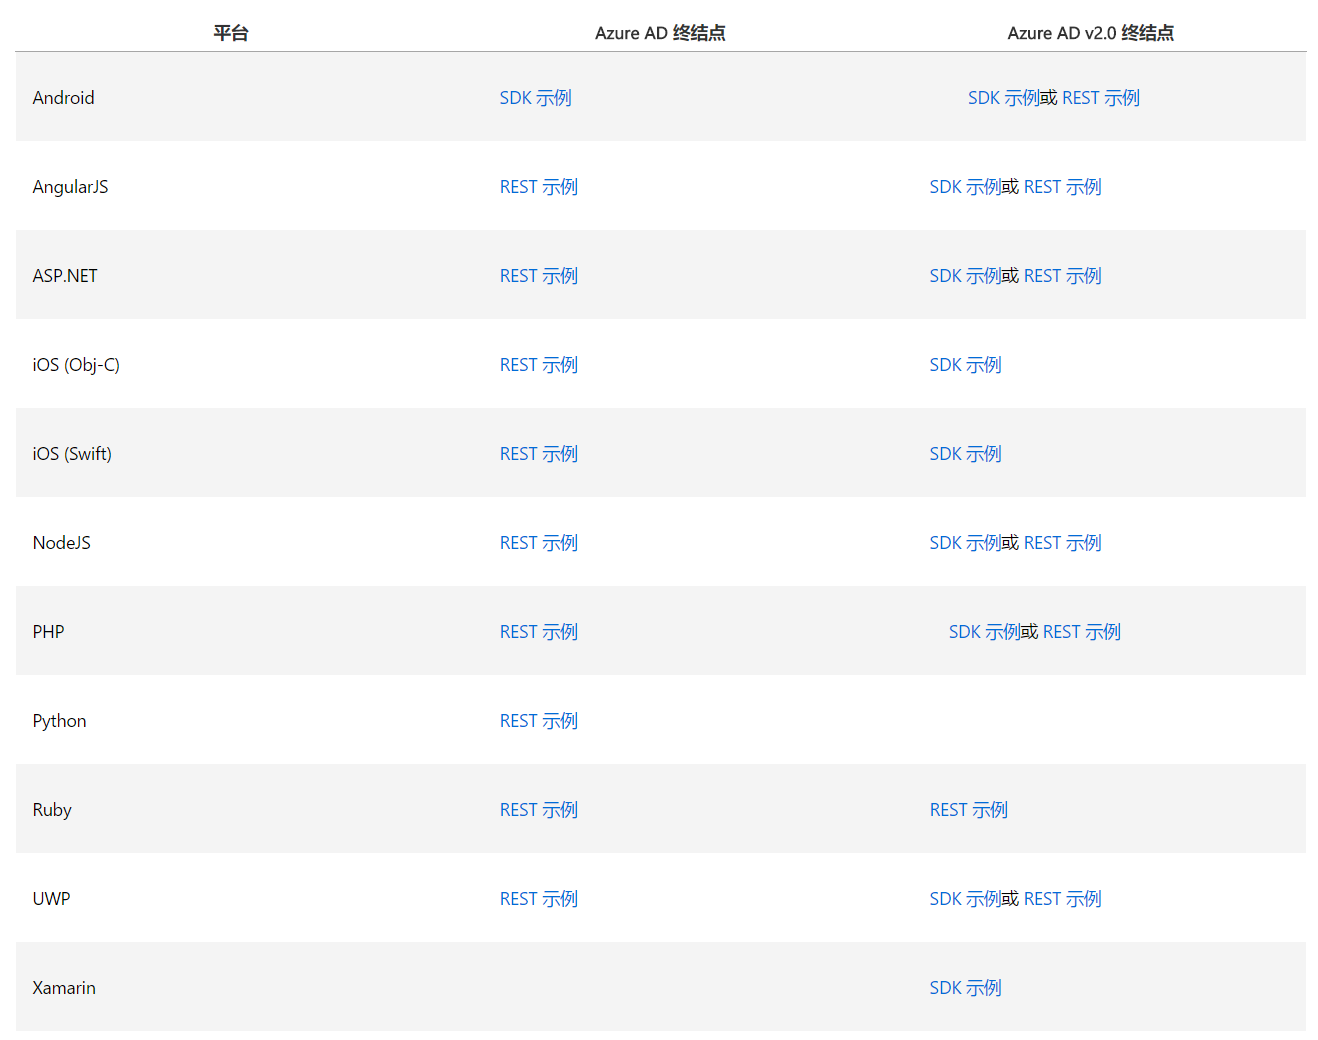 平台 Azure AD 终结点 Azure AD v2.0 终结点
Android SDK 示例 SDK 示例或 REST 示例
AngularJS REST 示例 SDK 示例或 REST 示例
ASP.NET REST 示例 SDK 示例或 REST 示例
iOS (Obj-C) REST 示例 SDK 示例
iOS (Swift) REST 示例 SDK 示例
NodeJS REST 示例 SDK 示例或 REST 示例
PHP REST 示例 SDK 示例或 REST 示例
Python REST 示例
Ruby REST 示例 REST 示例
UWP REST 示例 SDK 示例或 REST 示例
Xamarin SDK 示例